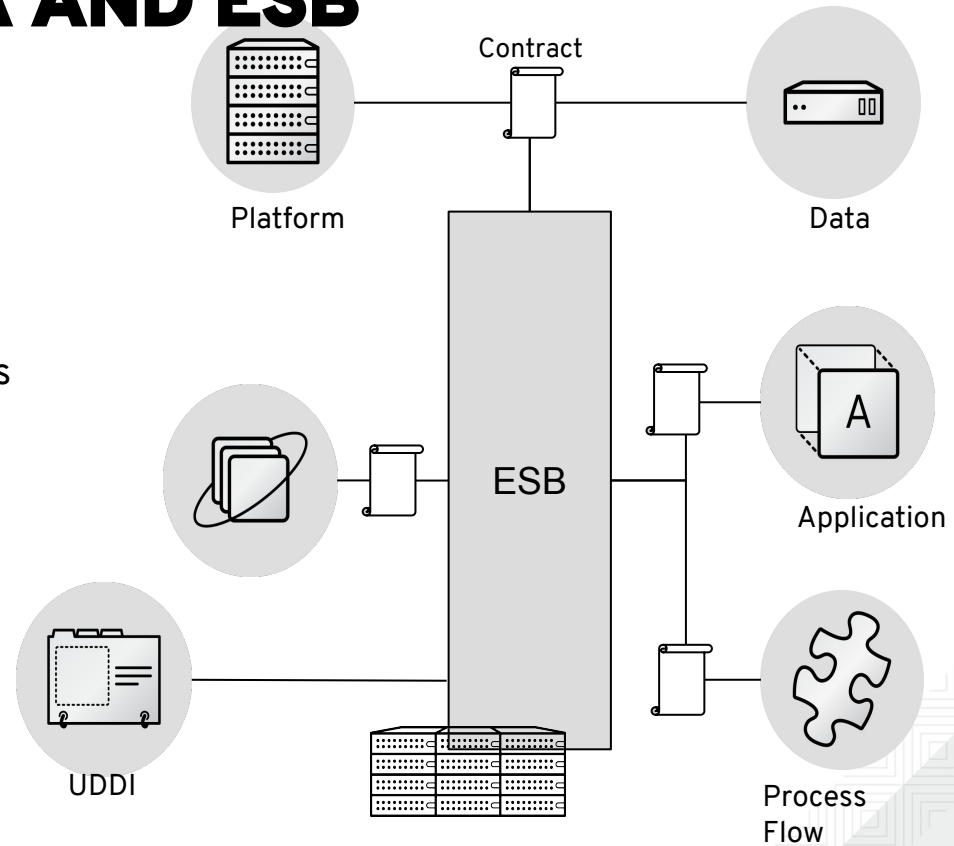 AND ESB
Contract
Platform
Data
s
ESB
A
Application
UDDI
Process
Flow